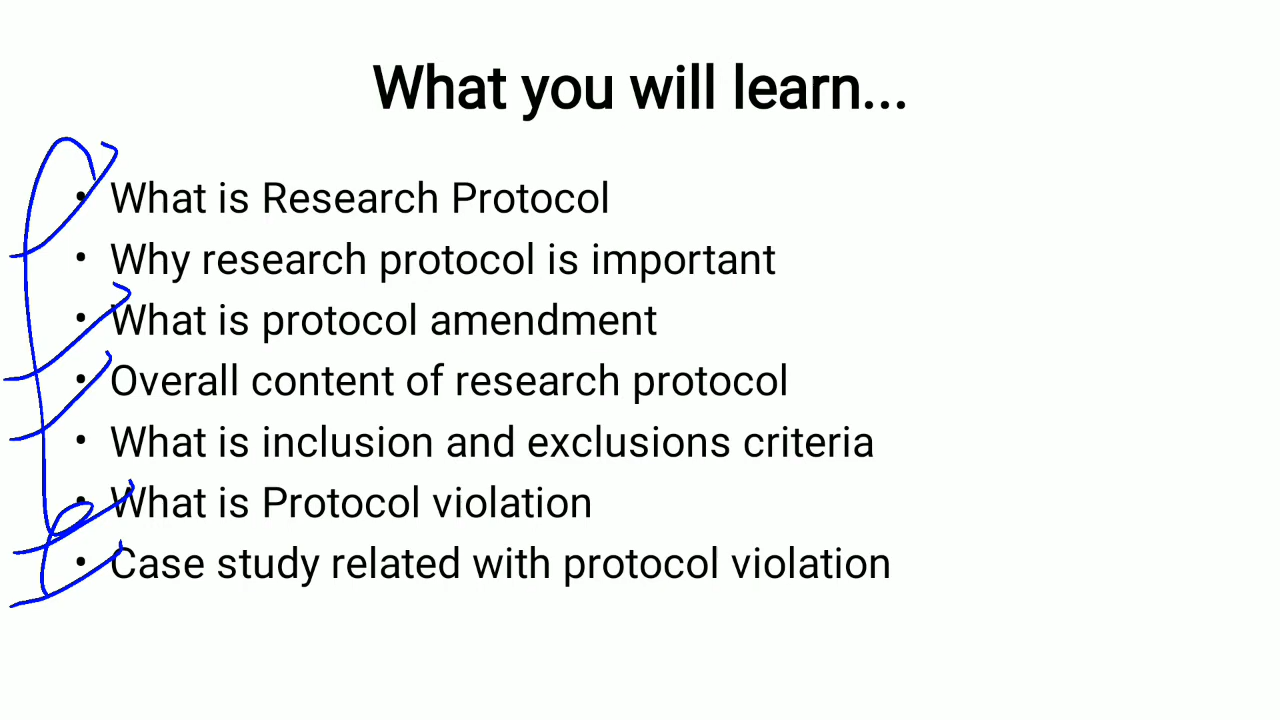 What you will learn...
• What is Research Protocol
• Why research protocol is important
• What is protocol amendment
• Overall content of research protocol
• What is inclusion and exclusions criteria
• What is Protocol violation
• Case study related with protocol violation